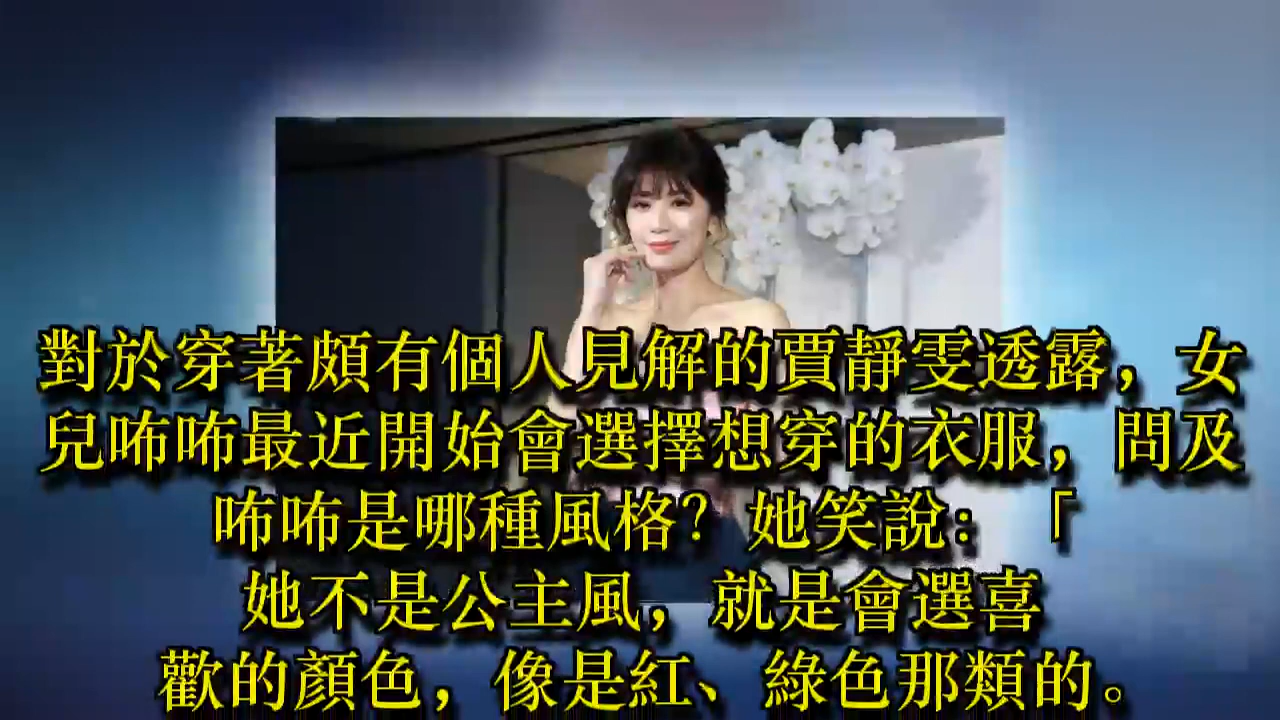 對於穿著頗有個人見解的賈靜雯透露，女
兒咘咘最近開始會選擇想穿的衣服，問及
咘咘是哪種風格？她笑說：「
她不是公主風，就是會選喜
歡的顏色，像是紅、綠色那類的。